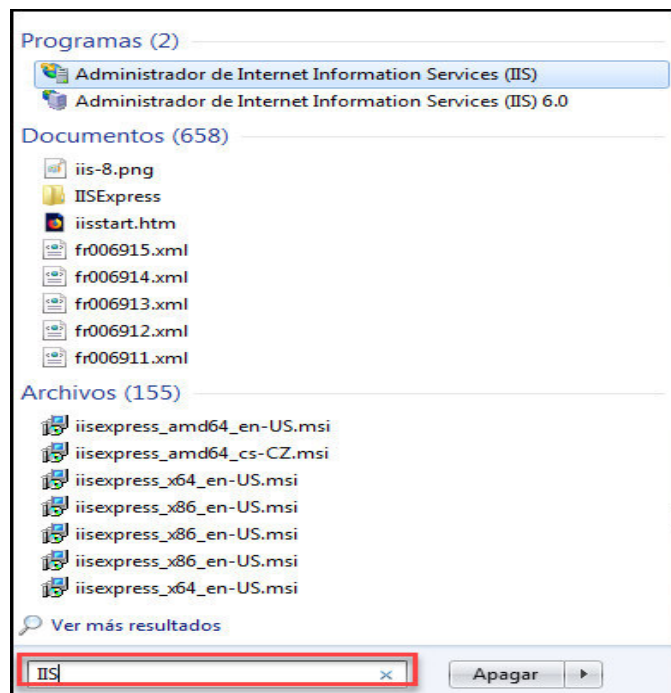 Programas (2)
Administrador de Internet Information Services (IIS)
Administrador de Internet Information Services (IIS) 6.0
Documentos (658)
iis-8.png
IISExpress
iisstart.htm
fr006915.xml
fr006914.xml
fr006913.xml
fr006912.xml
fr006911.xml
Archivos (155)
iisexpress_amd64_en-US.msi
iisexpress_amd64_cs-CZ.msi
iisexpress_x64_en-US.msi
iisexpress_x86_en-US.msi
iisexpress_x86_en-US.msi
iisexpress_x86_en-US.msi
iisexpress_x64_en-US.msi
Ver más resultados
IIS Apagar